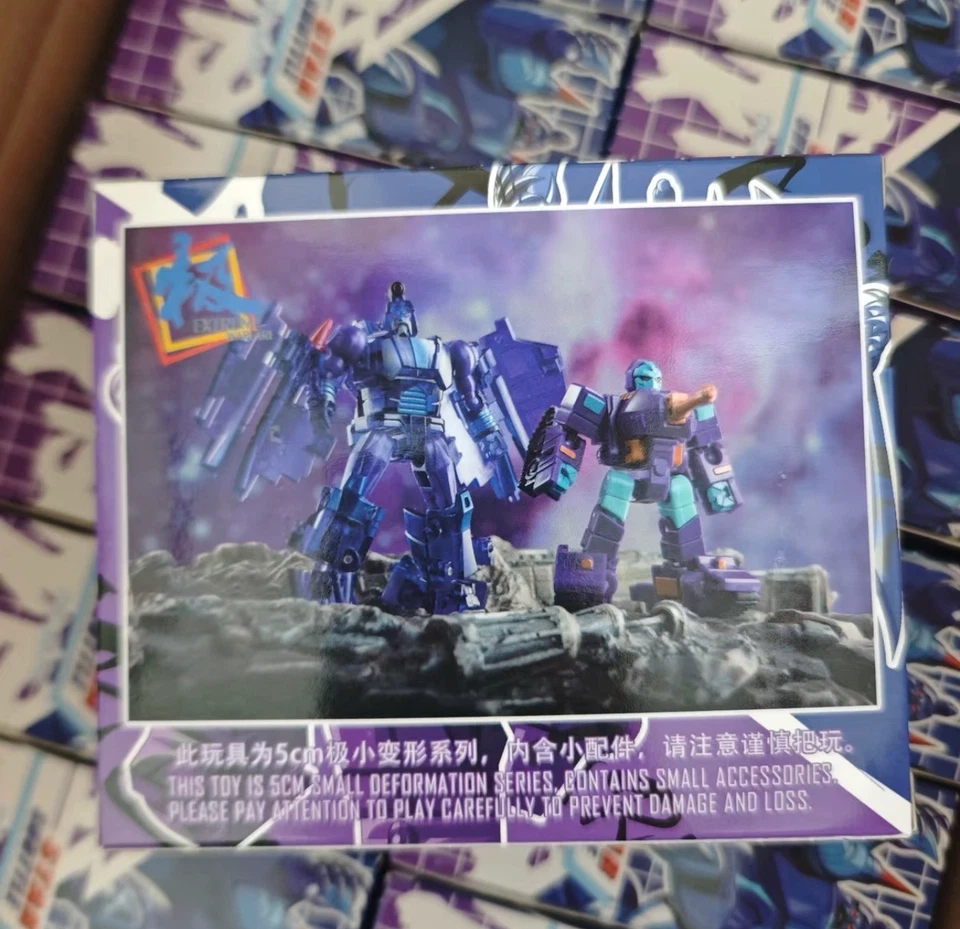 极
EXTREME
此玩具为5cm极小变形系列，内含小配件，请注意谨慎把玩。
THIS TOY IS 5CM SMALL DEFORMATION SERIES, CONTAINS SMALL ACCESSORIES,
PLEASE PAY ATTENTION TO PLAY CAREFULLY TO PREVENT DAMAGE AND LOSS.